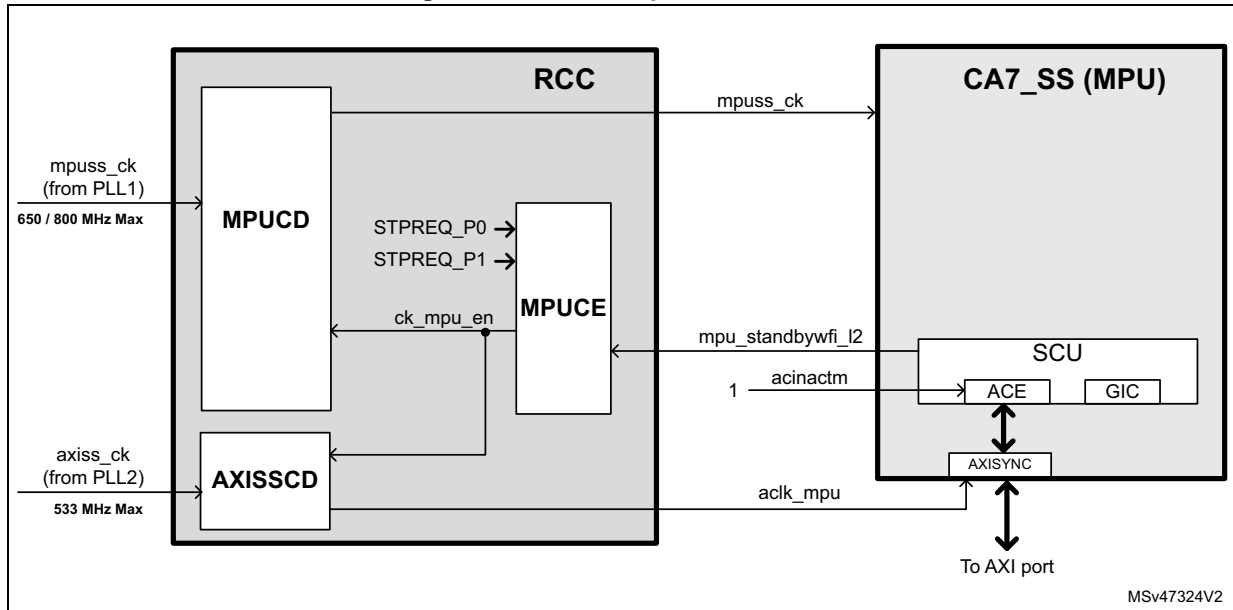 RCC
CA7_SS (MPU)
mpuss_ck
mpuss_ck
(from PLL1)
650 / 800 MHz Max
MPUCD
STPREQ_P0
STPREQ_P1
MPUCE
ck_mpu_en
mpu_standbywfi_l2
SCU
acinactm
1
ACE
GIC
axiss_ck
(from PLL2)
533 MHz Max
AXISSCD
AXISYNC
aclk_mpu
To AXI port
MSv47324V2